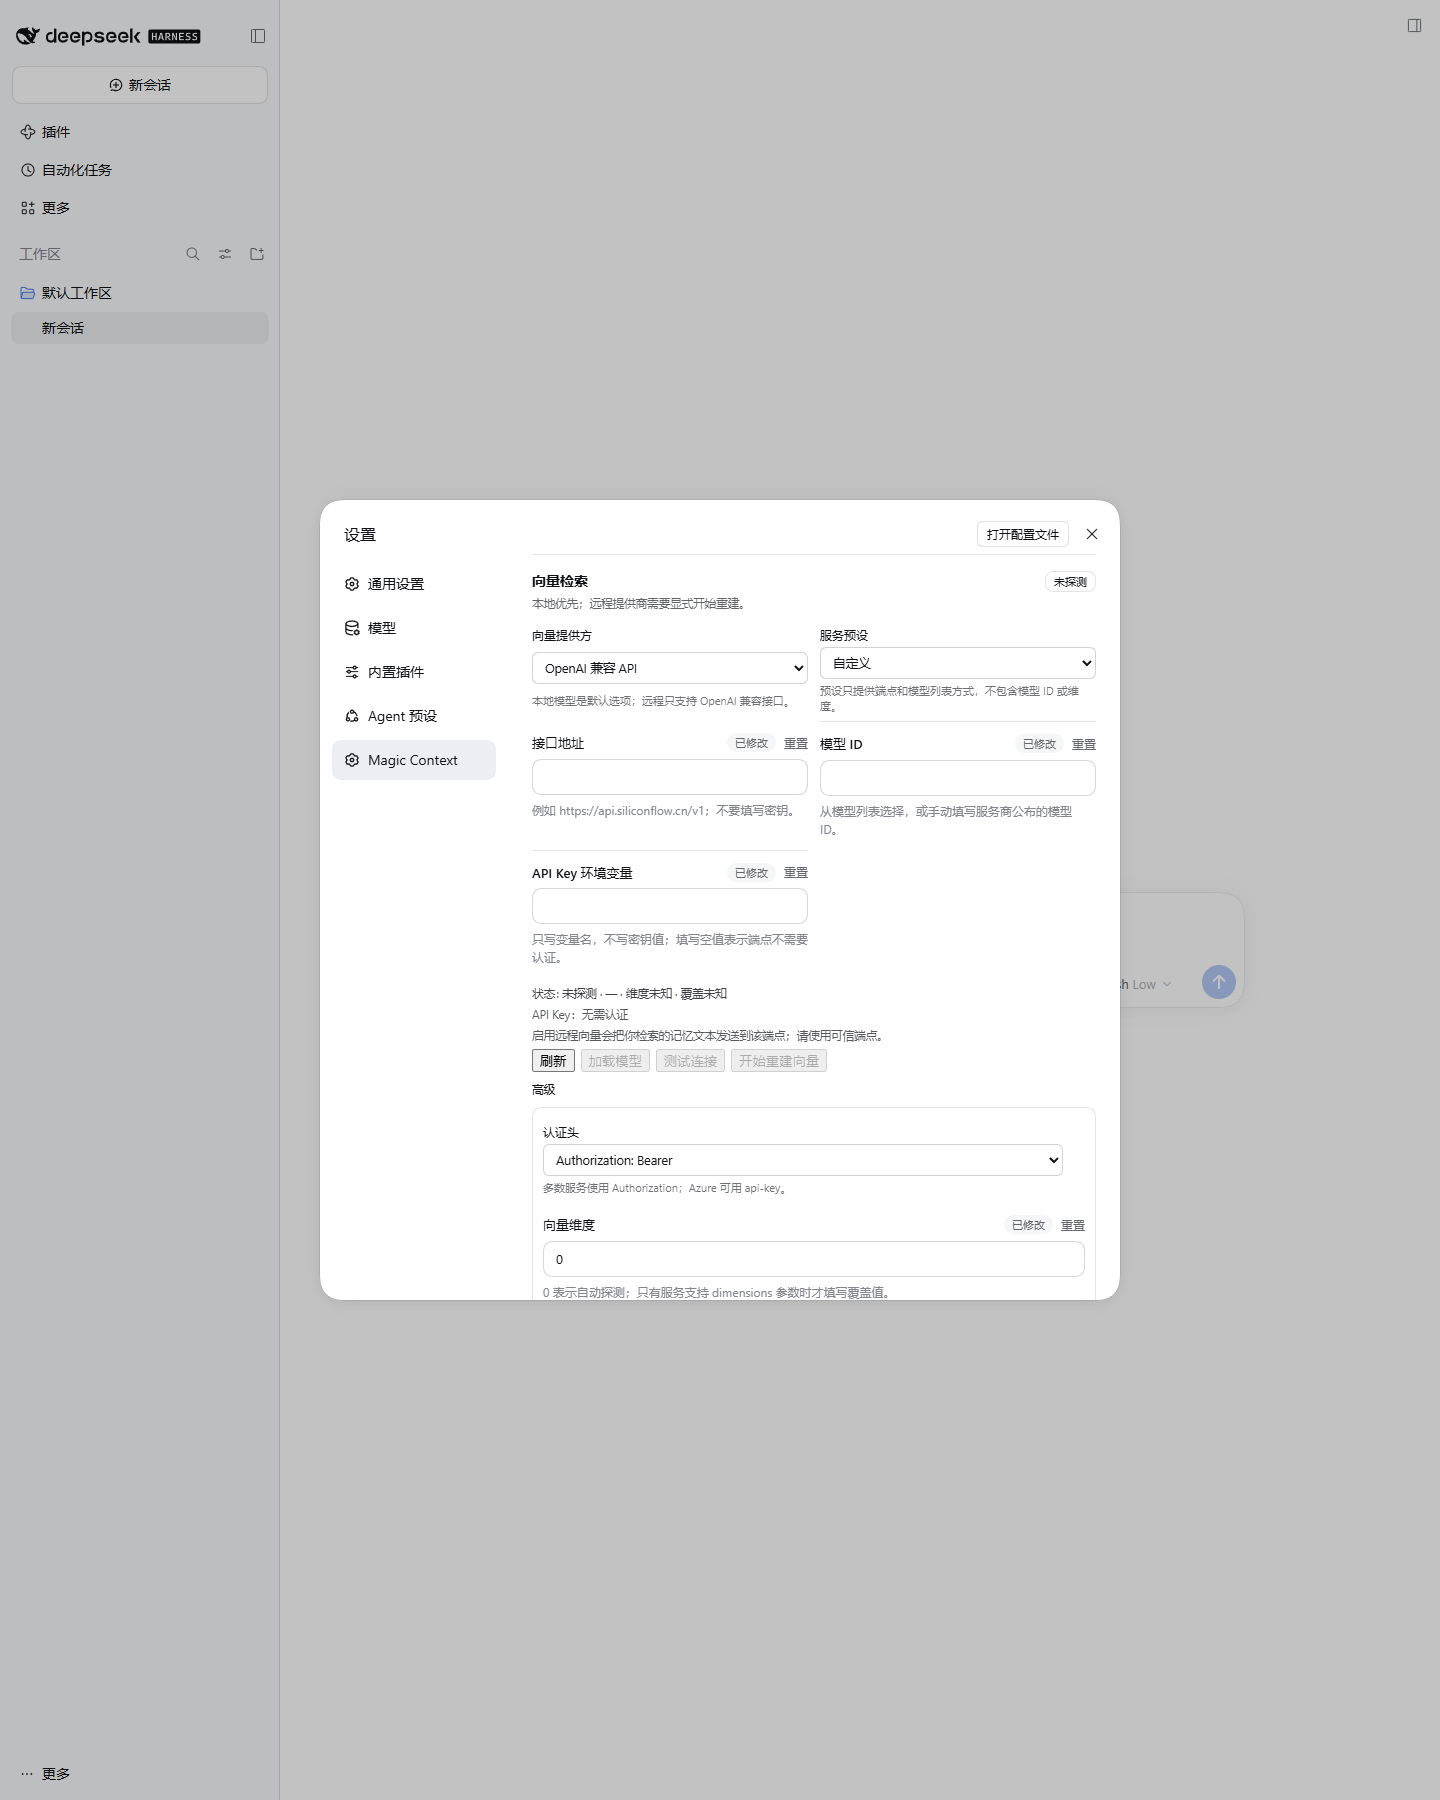 deepseek HARNESS
新会话
插件
自动化任务
更多
工作区
默认工作区
新会话
更多
设置
打开配置文件
通用设置
模型
内置插件
Agent 预设
Magic Context
向量检索
未探测
本地优先；远程提供商需要显式开始重建。
向量提供方
OpenAI 兼容 API
本地模型是默认选项；远程只支持 OpenAI 兼容接口。
服务预设
自定义
预设只提供端点和模型列表方式，不包含模型 ID 或维
度。
接口地址
已修改
重置
例如 https://api.siliconflow.cn/v1；不要填写密钥。
模型 ID
已修改
重置
从模型列表选择，或手动填写服务商公布的模型
ID。
API Key 环境变量
已修改
重置
只写变量名，不写密钥值；填写空值表示端点不需要
认证。
状态: 未探测 · — · 维度未知 · 覆盖未知
API Key：无需认证
启用远程向量会把你检索的记忆文本发送到该端点；请使用可信端点。
刷新
加载模型
测试连接
开始重建向量
高级
认证头
Authorization: Bearer
多数服务使用 Authorization；Azure 可用 api-key。
向量维度
已修改
重置
0
0 表示自动探测；只有服务支持 dimensions 参数时才填写覆盖值。
Low